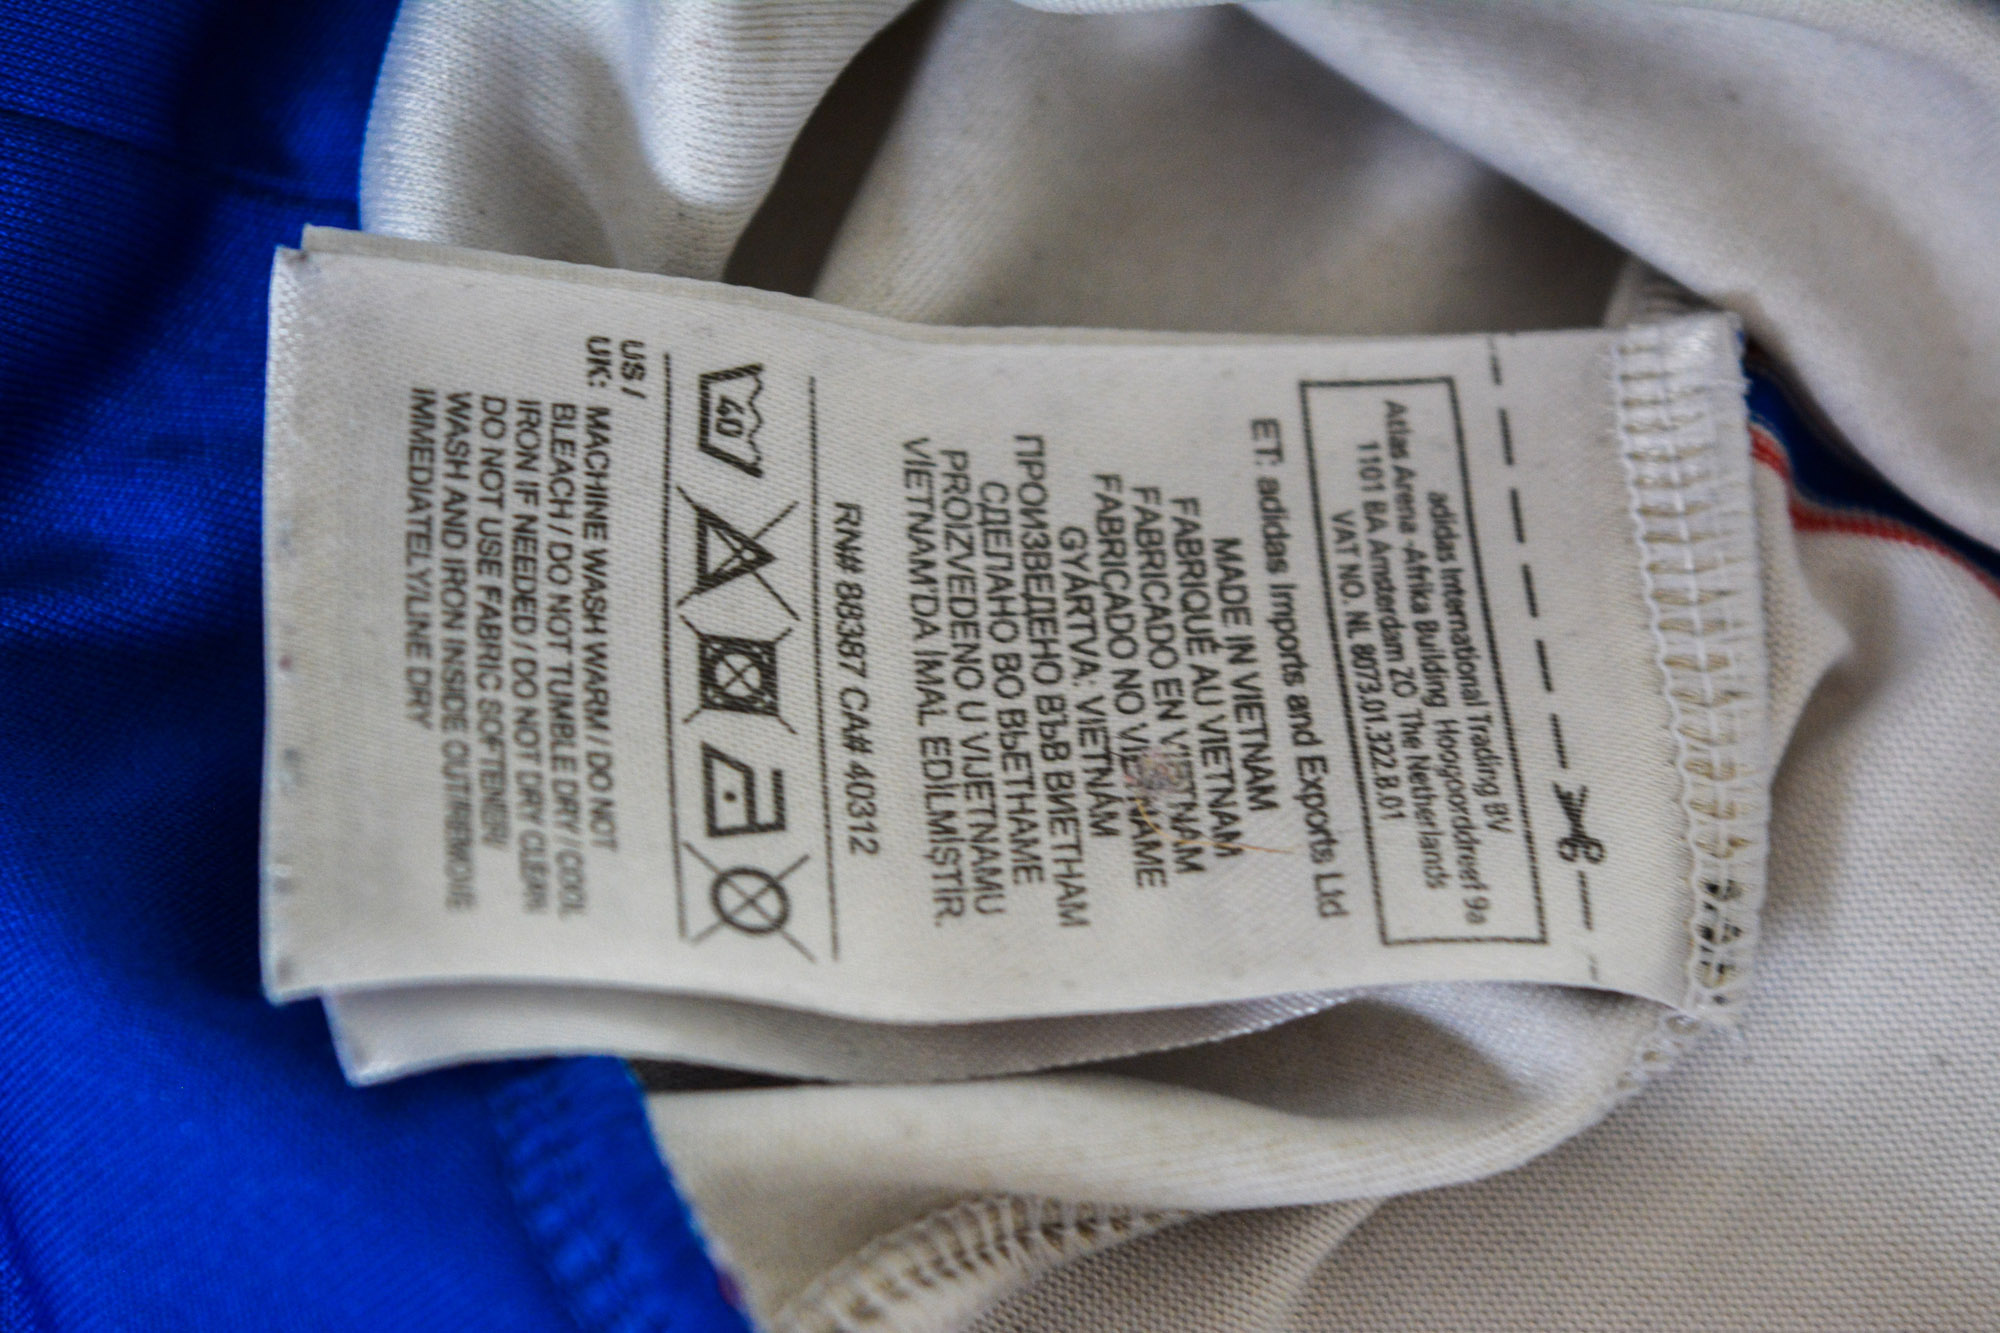 adidas International Trading BV
Atlas Arena -Afrika Building Hoogoorddreef 9a
1101 BA Amsterdam ZO The Netherlands
VAT NO. NL 8073.01.322.B.01
ET: adidas Imports and Exports Ltd
MADE IN VIETNAM
FABRIQUÉ AU VIETNAM
FABRICADO EN VIETNAM
FABRICADO NO VIETNAME
GYÁRTVA: VIETNÁM
ПРОИЗВЕДЕНО ВЪВ ВИЕТНАМ
СДЕЛАНО ВО ВЬЕТНАМЕ
PROIZVEDENO U VIJETNAMU
VİETNAM'DA İMAL EDİLMİŞTİR.
RN# 88387 CA# 40312
40
US /
UK: MACHINE WASH WARM / DO NOT
BLEACH / DO NOT TUMBLE DRY / COOL
IRON IF NEEDED / DO NOT DRY CLEAN
DO NOT USE FABRIC SOFTENER
WASH AND IRON INSIDE OUT/REMOVE
IMMEDIATELY/LINE DRY